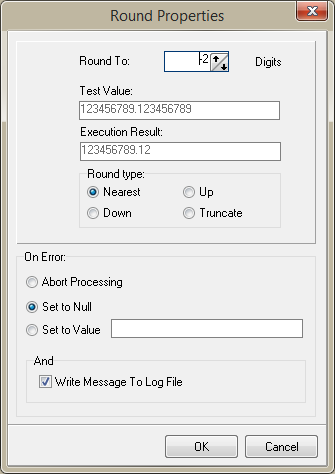 Round Properties
Round To: -2 Digits
Test Value:
123456789.123456789
Execution Result:
123456789.12
Round type:
Nearest Up
Down Truncate
On Error:
Abort Processing
Set to Null
Set to Value
And
Write Message To Log File
OK Cancel